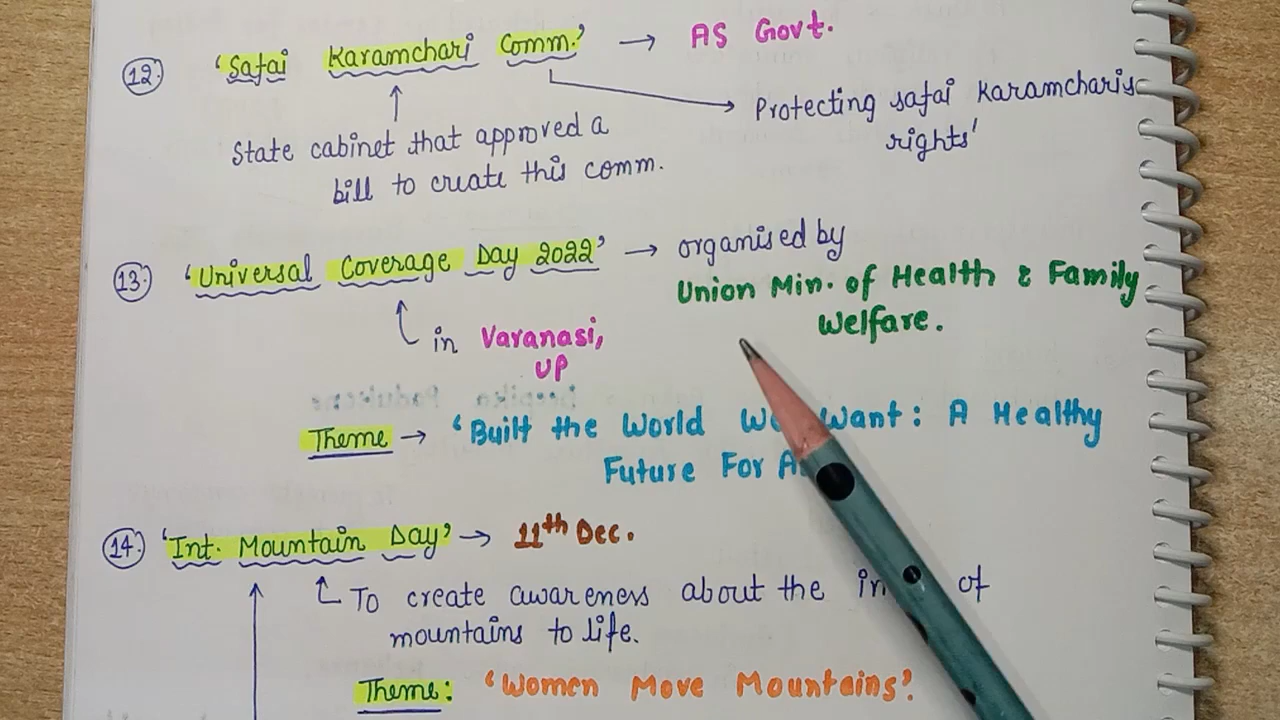 12. 'Safai Karamchari Comm.' → AS Govt.
Protecting safai Karamcharis
rights'
State cabinet that approved a
bill to create this comm.
13. 'Universal Coverage Day 2022' → organised by
Union Min. of Health & Family
Welfare.
in Varanasi,
UP
Theme → 'Built the World We Want: A Healthy
Future For
14. 'Int. Mountain Day' → 11th Dec.
To create awareness about the of
mountains to life.
Theme: 'Women Move Mountains'.